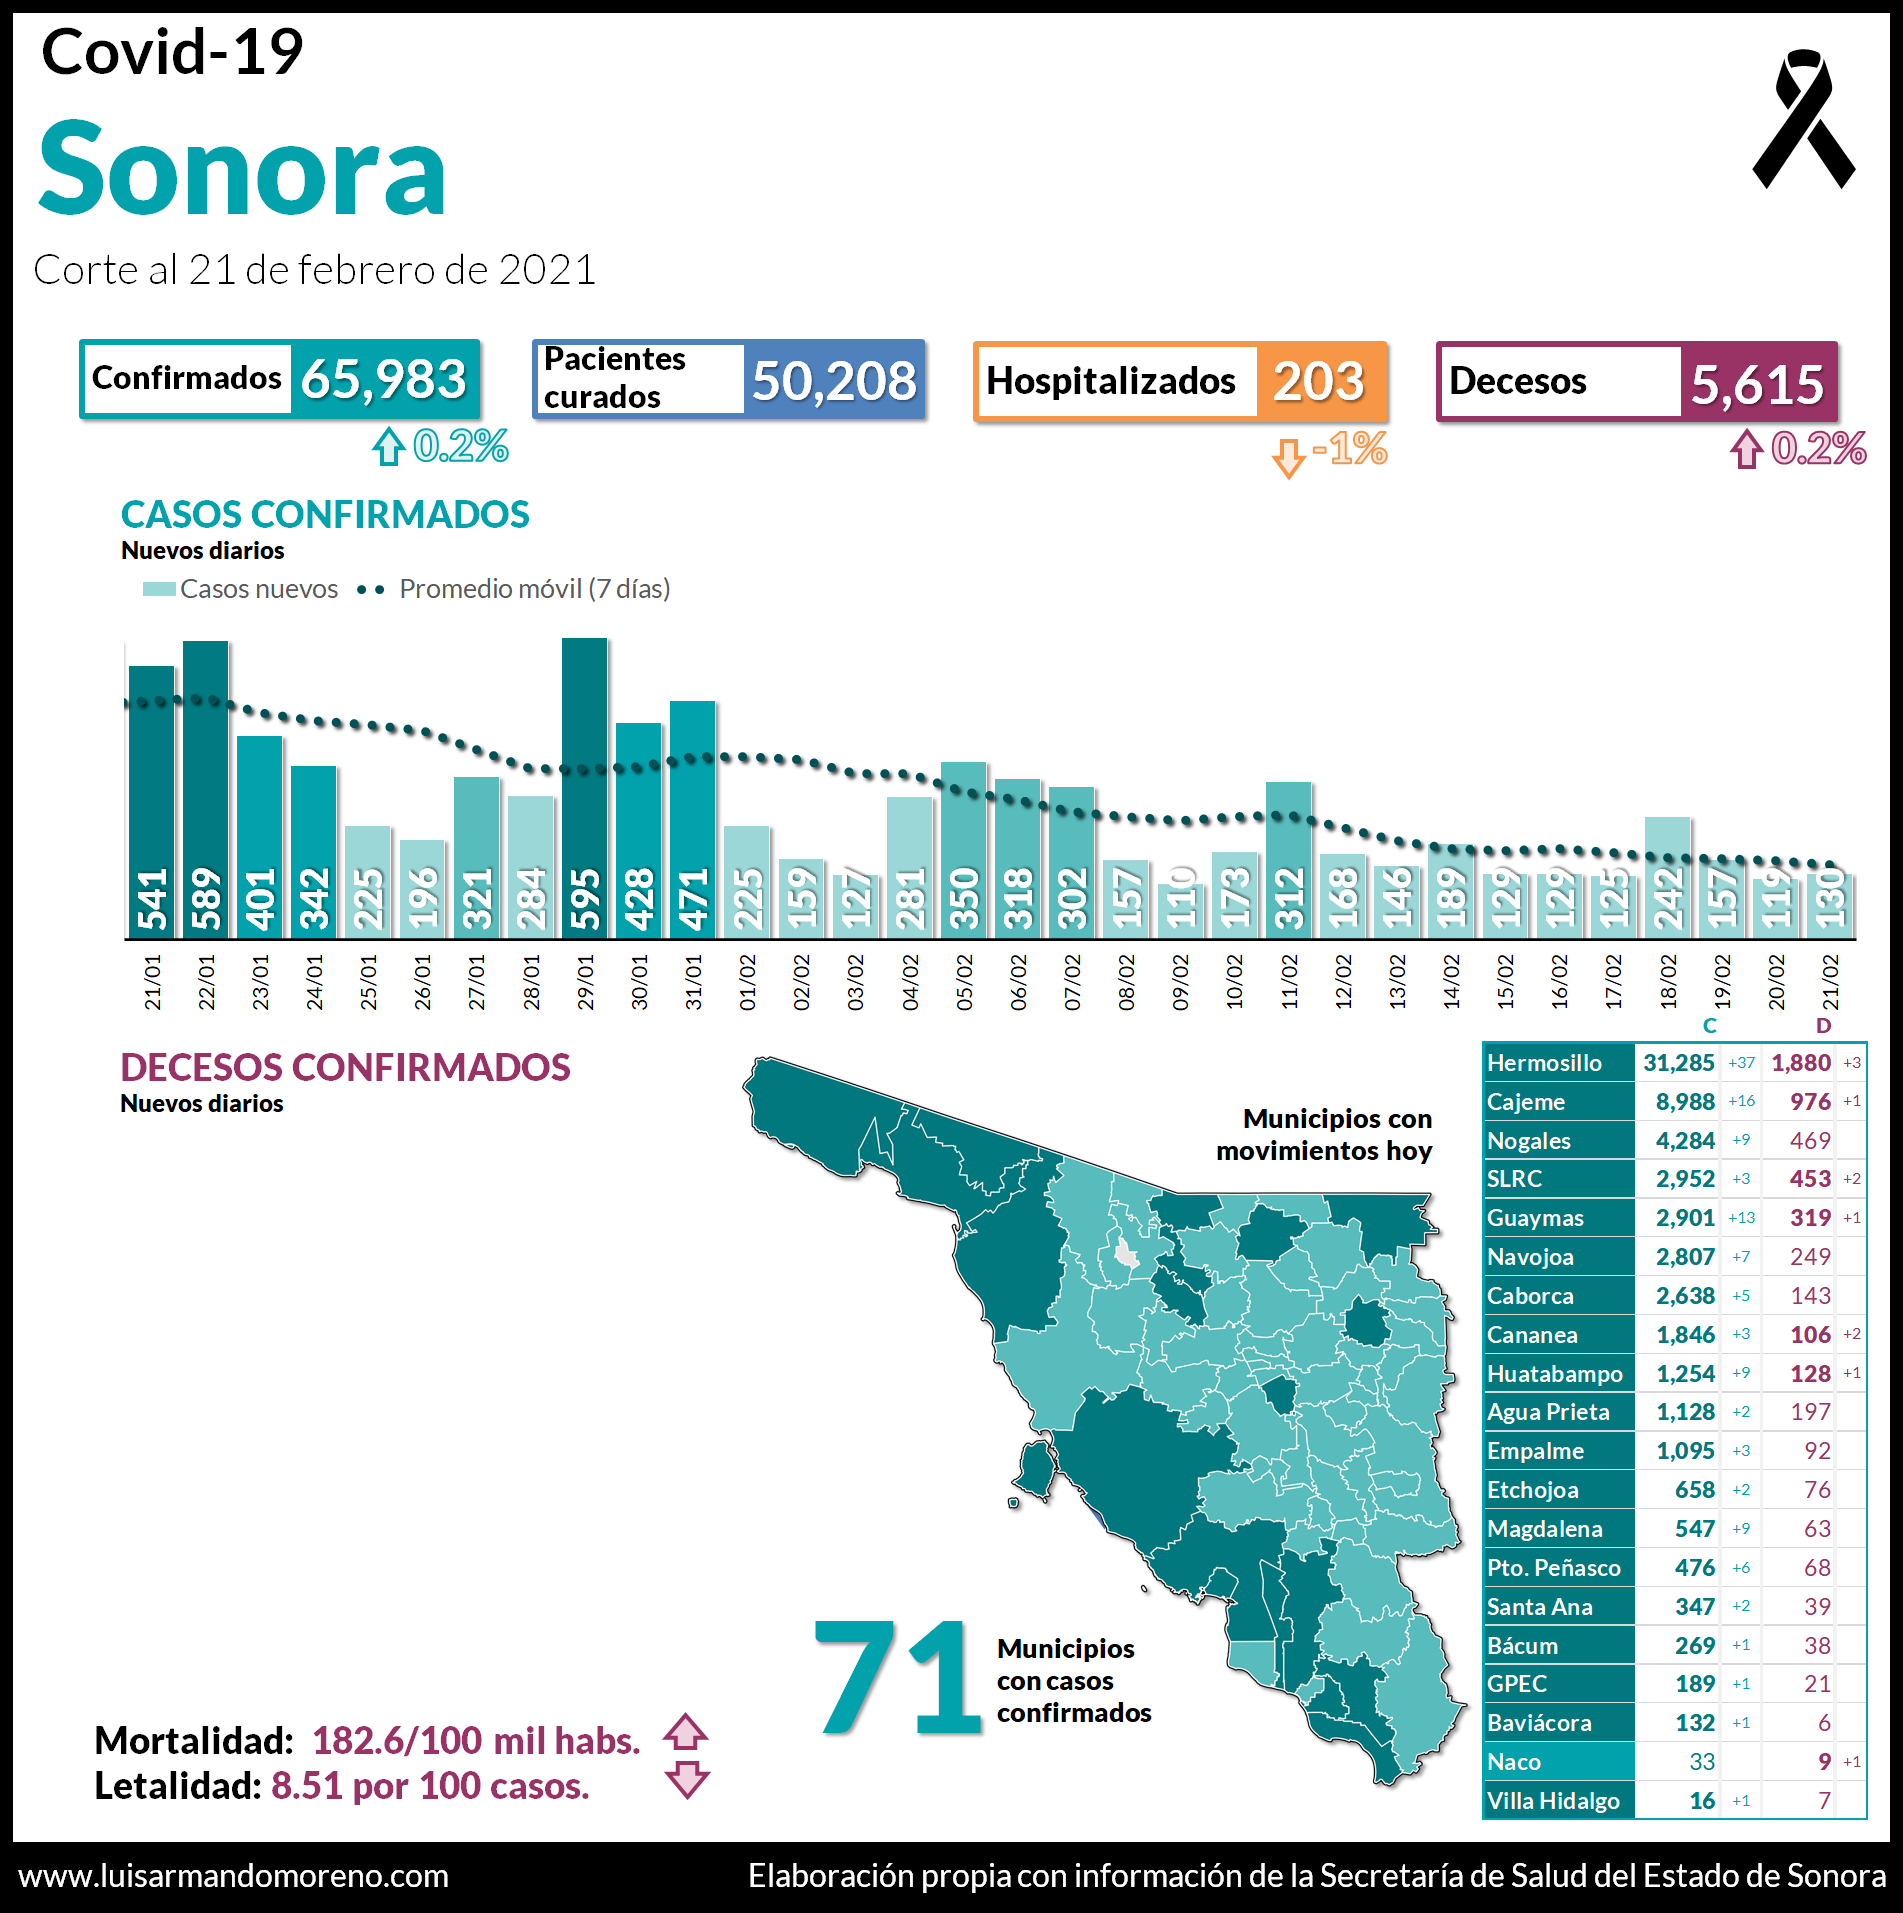 Covid-19
Sonora
Corte al 21 de febrero de 2021
Confirmados 65,983
0.2%
Pacientes
curados
50,208
Hospitalizados 203
-1%
Decesos 5,615
0.2%
CASOS CONFIRMADOS
Nuevos diarios
Casos nuevos Promedio móvil (7 días)
541 589 401 342 225 196 321 284 595 428 471 225 159 127 281 350 318 302 157 110 173 312 168 146 189 129 129 125 242 157 119 130
21/01 22/01 23/01 24/01 25/01 26/01 27/01 28/01 29/01 30/01 31/01 01/02 02/02 03/02 04/02 05/02 06/02 07/02 08/02 09/02 10/02 11/02 12/02 13/02 14/02 15/02 16/02 17/02 18/02 19/02 20/02 21/02
DECESOS CONFIRMADOS
Nuevos diarios
Municipios con
movimientos hoy
C D
Hermosillo 31,285 +37 1,880 +3
Cajeme 8,988 +16 976 +1
Nogales 4,284 +9 469
SLRC 2,952 +3 453 +2
Guaymas 2,901 +13 319 +1
Navojoa 2,807 +7 249
Caborca 2,638 +5 143
Cananea 1,846 +3 106 +2
Huatabampo 1,254 +9 128 +1
Agua Prieta 1,128 +2 197
Empalme 1,095 +3 92
Etchojoa 658 +2 76
Magdalena 547 +9 63
Pto. Peñasco 476 +6 68
Santa Ana 347 +2 39
Bácum 269 +1 38
GPEC 189 +1 21
Baviácora 132 +1 6
Naco 33 9 +1
Villa Hidalgo 16 +1 7
71
Municipios
con casos
confirmados
Mortalidad: 182.6/100 mil habs.
Letalidad: 8.51 por 100 casos.
www.luisarmandomoreno.com
Elaboración propia con información de la Secretaría de Salud del Estado de Sonora